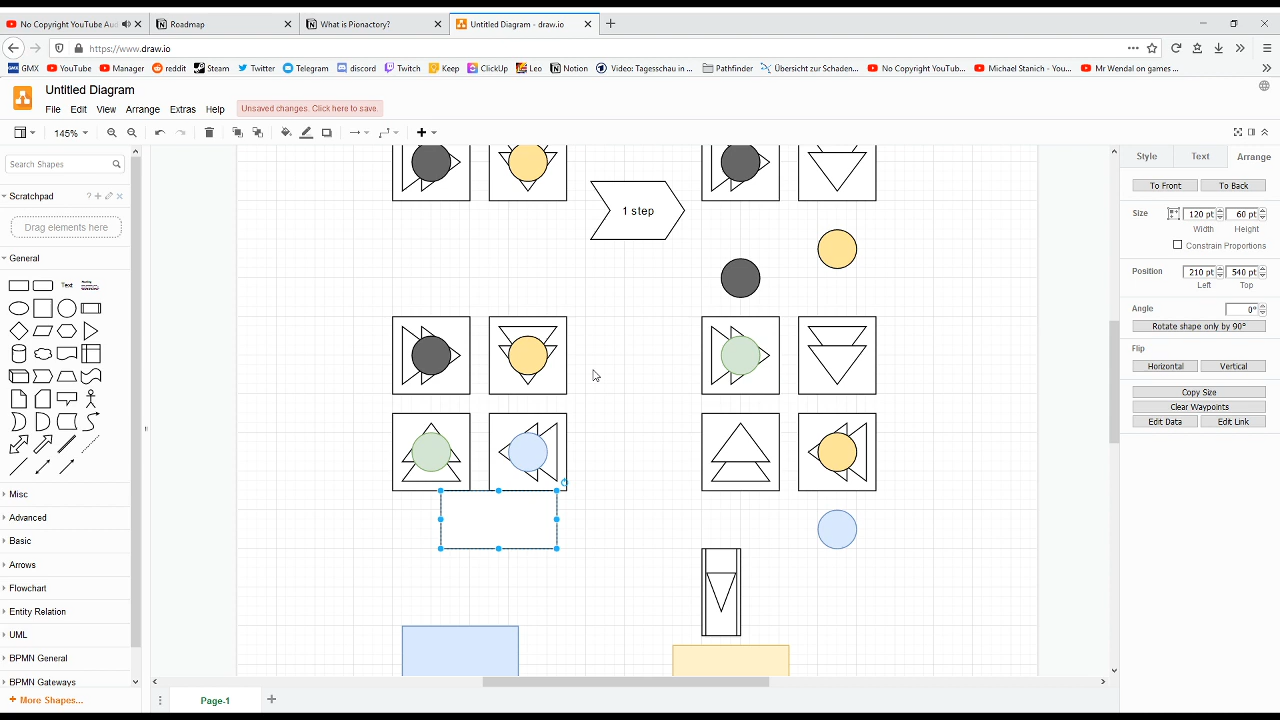 No Copyright YouTube Aud
Roadmap
What is Pionactory?
Untitled Diagram - draw.io
https://www.draw.io
GMX
YouTube
Manager
reddit
Steam
Twitter
Telegram
discord
Twitch
Keep
ClickUp
Lo
Notion
Video: Tagesschau in ...
Pathfinder
Übersicht zur Schaden...
No Copyright YouTube...
Michael Stanich - You...
Mr Wendal on games...
Untitled Diagram
File Edit View Arrange Extras Help
Unsaved changes. Click here to save.
145%
Search Shapes
Scratchpad
Drag elements here
General
Text
Misc
Advanced
Basic
Arrows
Flowchart
Entity Relation
UML
BPMN General
BPMN Gateways
+ More Shapes...
1 step
Page-1
Style Text Arrange
To Front To Back
Size 120 pt 60 pt
Width Height
Constrain Proportions
Position 210 pt 540 pt
Left Top
Angle 0°
Rotate shape only by 90°
Flip
Horizontal Vertical
Copy Size
Clear Waypoints
Edit Data Edit Link